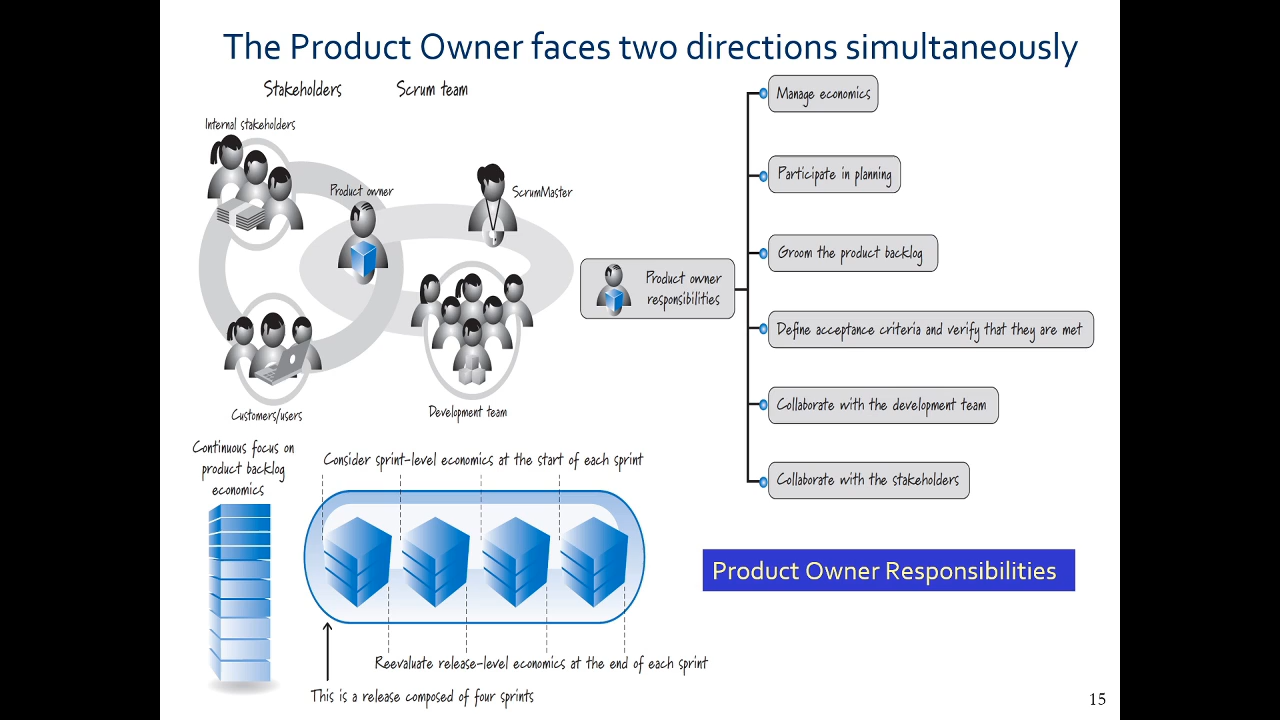 The Product Owner faces two directions simultaneously
Stakeholders
Scrum team
Internal stakeholders
Product owner
ScrumMaster
Customers/users
Development team
Product owner
responsibilities
Manage economics
Participate in planning
Groom the product backlog
Define acceptance criteria and verify that they are met
Collaborate with the development team
Collaborate with the stakeholders
Continuous focus on
product backlog
economics
Consider sprint-level economics at the start of each sprint
Reevaluate release-level economics at the end of each sprint
This is a release composed of four sprints
Product Owner Responsibilities
15